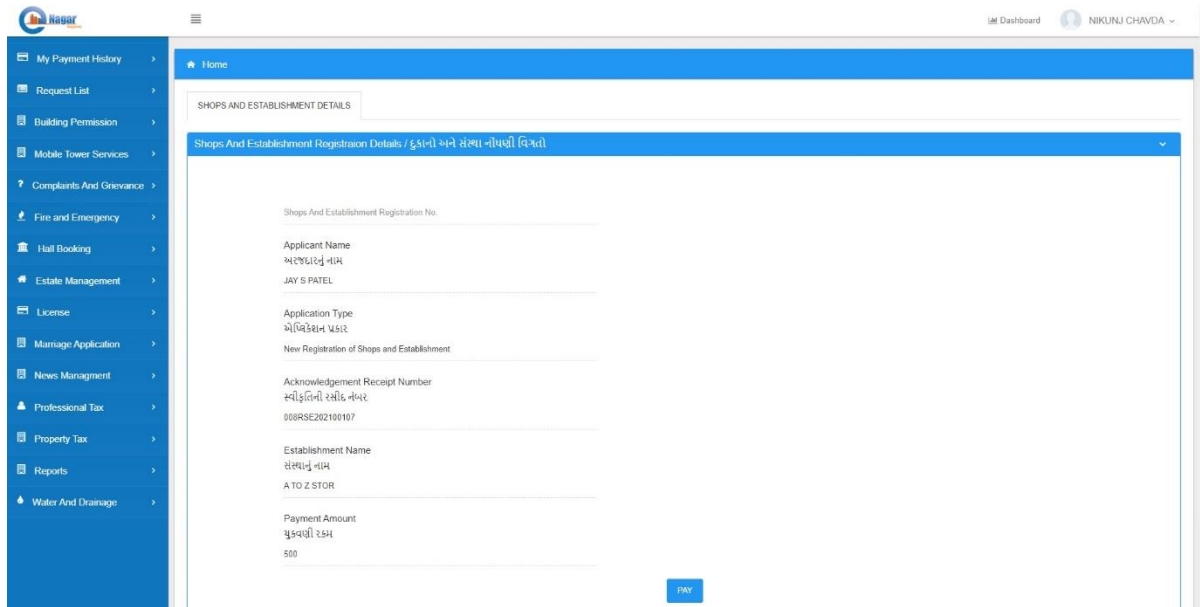 Nagar
Dashboard
NIKUNJ CHAVDA
My Payment History
Request List
Building Permission
Mobile Tower Services
Complaints And Grievance
Fire and Emergency
Hall Booking
Estate Management
License
Marriage Application
News Managment
Professional Tax
Property Tax
Reports
Water And Drainage
Home
SHOPS AND ESTABLISHMENT DETAILS
Shops And Establishment Registraion Details / દુકાનો અને સંસ્થા નોંધણી વિગતો
Shops And Establishment Registration No.
Applicant Name
અરજદારનું નામ
JAY S PATEL
Application Type
એપ્લિકેશન પ્રકાર
New Registration of Shops and Establishment
Acknowledgement Receipt Number
સ્વીકૃતિની રસીદ નંબર
008RSE202100107
Establishment Name
સંસ્થાનું નામ
A TO Z STOR
Payment Amount
ચુકવણી રકમ
500
PAY